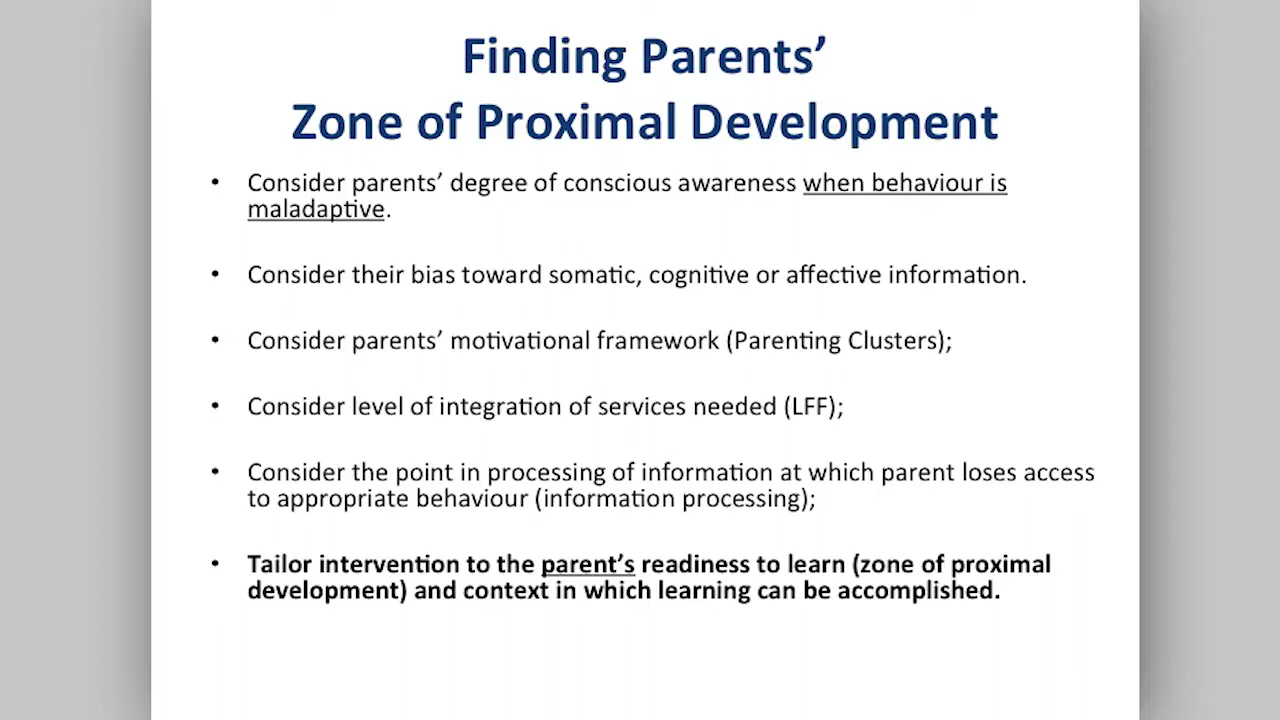 Finding Parents’
Zone of Proximal Development
• Consider parents’ degree of conscious awareness when behaviour is
maladaptive.
• Consider their bias toward somatic, cognitive or affective information.
• Consider parents’ motivational framework (Parenting Clusters);
• Consider level of integration of services needed (LFF);
• Consider the point in processing of information at which parent loses access
to appropriate behaviour (information processing);
• Tailor intervention to the parent’s readiness to learn (zone of proximal
development) and context in which learning can be accomplished.